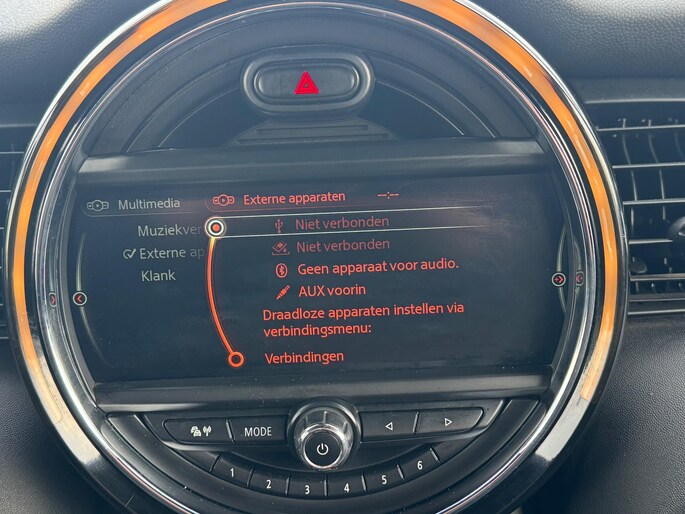 Multimedia
Externe apparaten --:--
Muziekver
Niet verbonden
Externe ap
Niet verbonden
Klank
Geen apparaat voor audio.
AUX voorin
Draadloze apparaten instellen via
verbindingsmenu:
Verbindingen
MODE
1 2 3 4 5 6